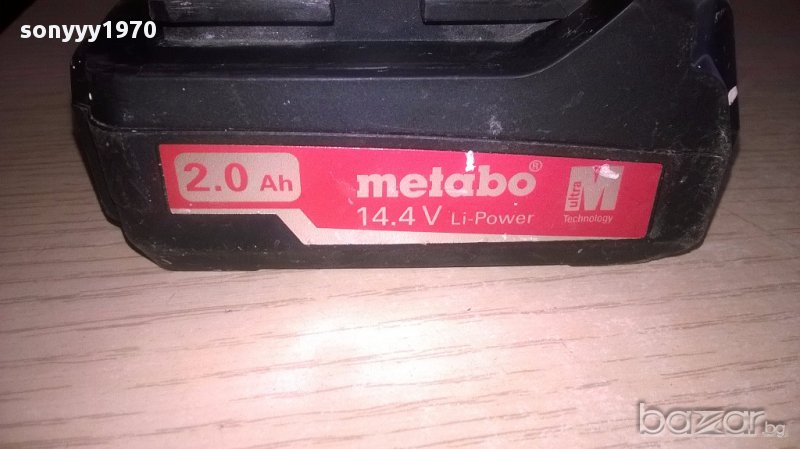 sonyyy1970
2.0 Ah
metabo®
14.4 V Li-Power
ultra M
Technology
bazar.bg